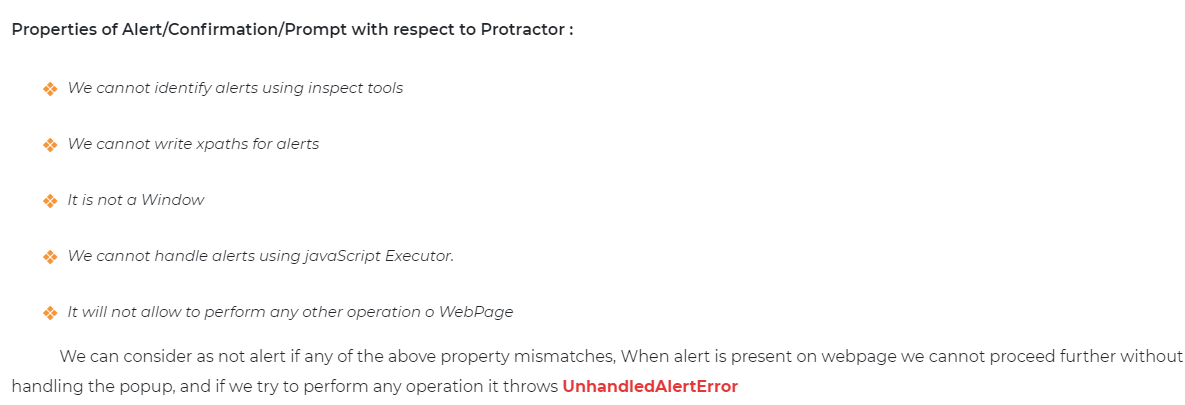 Properties of Alert/Confirmation/Prompt with respect to Protractor :
We cannot identify alerts using inspect tools
We cannot write xpaths for alerts
It is not a Window
We cannot handle alerts using javaScript Executor.
It will not allow to perform any other operation o WebPage
We can consider as not alert if any of the above property mismatches, When alert is present on webpage we cannot proceed further without
handling the popup, and if we try to perform any operation it throws UnhandledAlertError